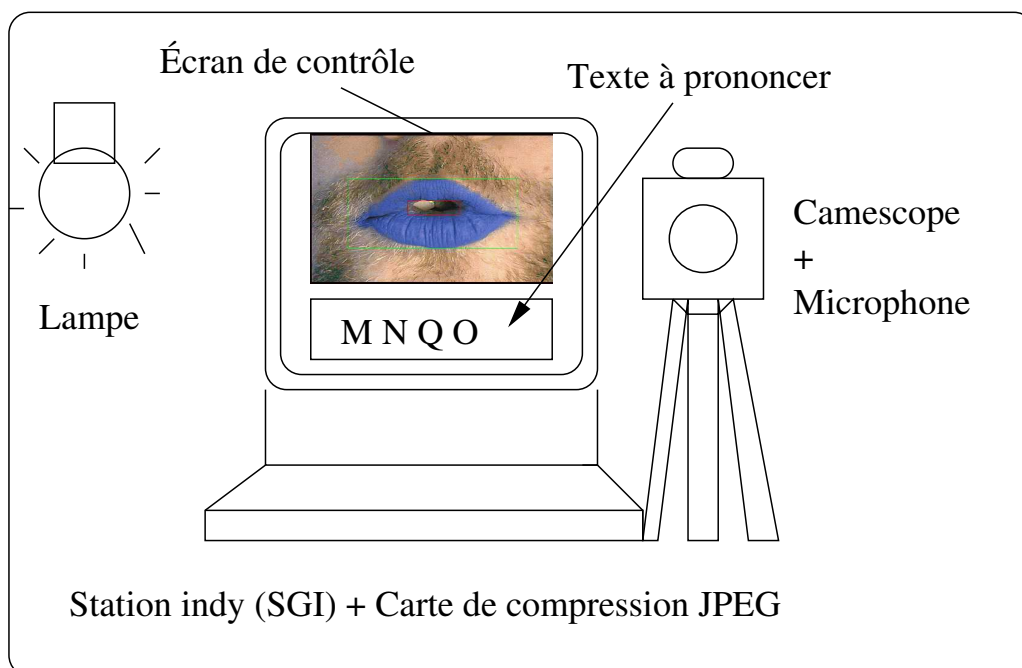 Écran de contrôle
Texte à prononcer
Camescope
+
Microphone
Lampe
M N Q O
Station indy (SGI) + Carte de compression JPEG